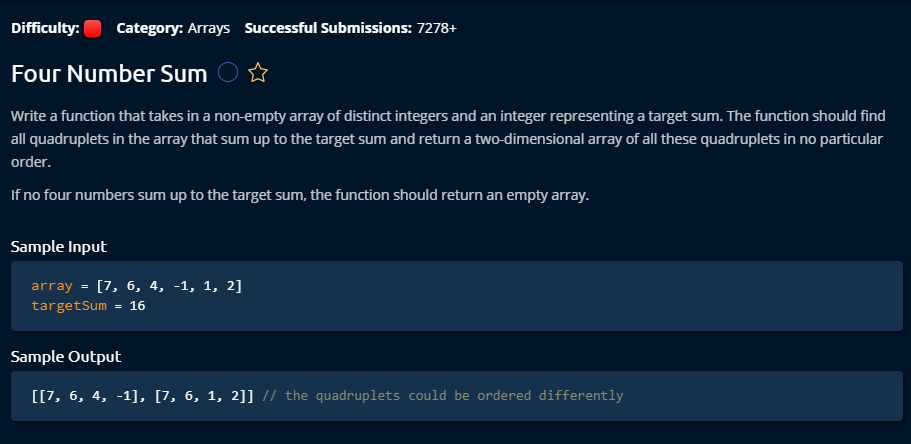 Difficulty: Category: Arrays Successful Submissions: 7278+
Four Number Sum
Write a function that takes in a non-empty array of distinct integers and an integer representing a target sum. The function should find
all quadruplets in the array that sum up to the target sum and return a two-dimensional array of all these quadruplets in no particular
order.
If no four numbers sum up to the target sum, the function should return an empty array.
Sample Input
array = [7, 6, 4, -1, 1, 2]
targetSum = 16
Sample Output
[[7, 6, 4, -1], [7, 6, 1, 2]] // the quadruplets could be ordered differently